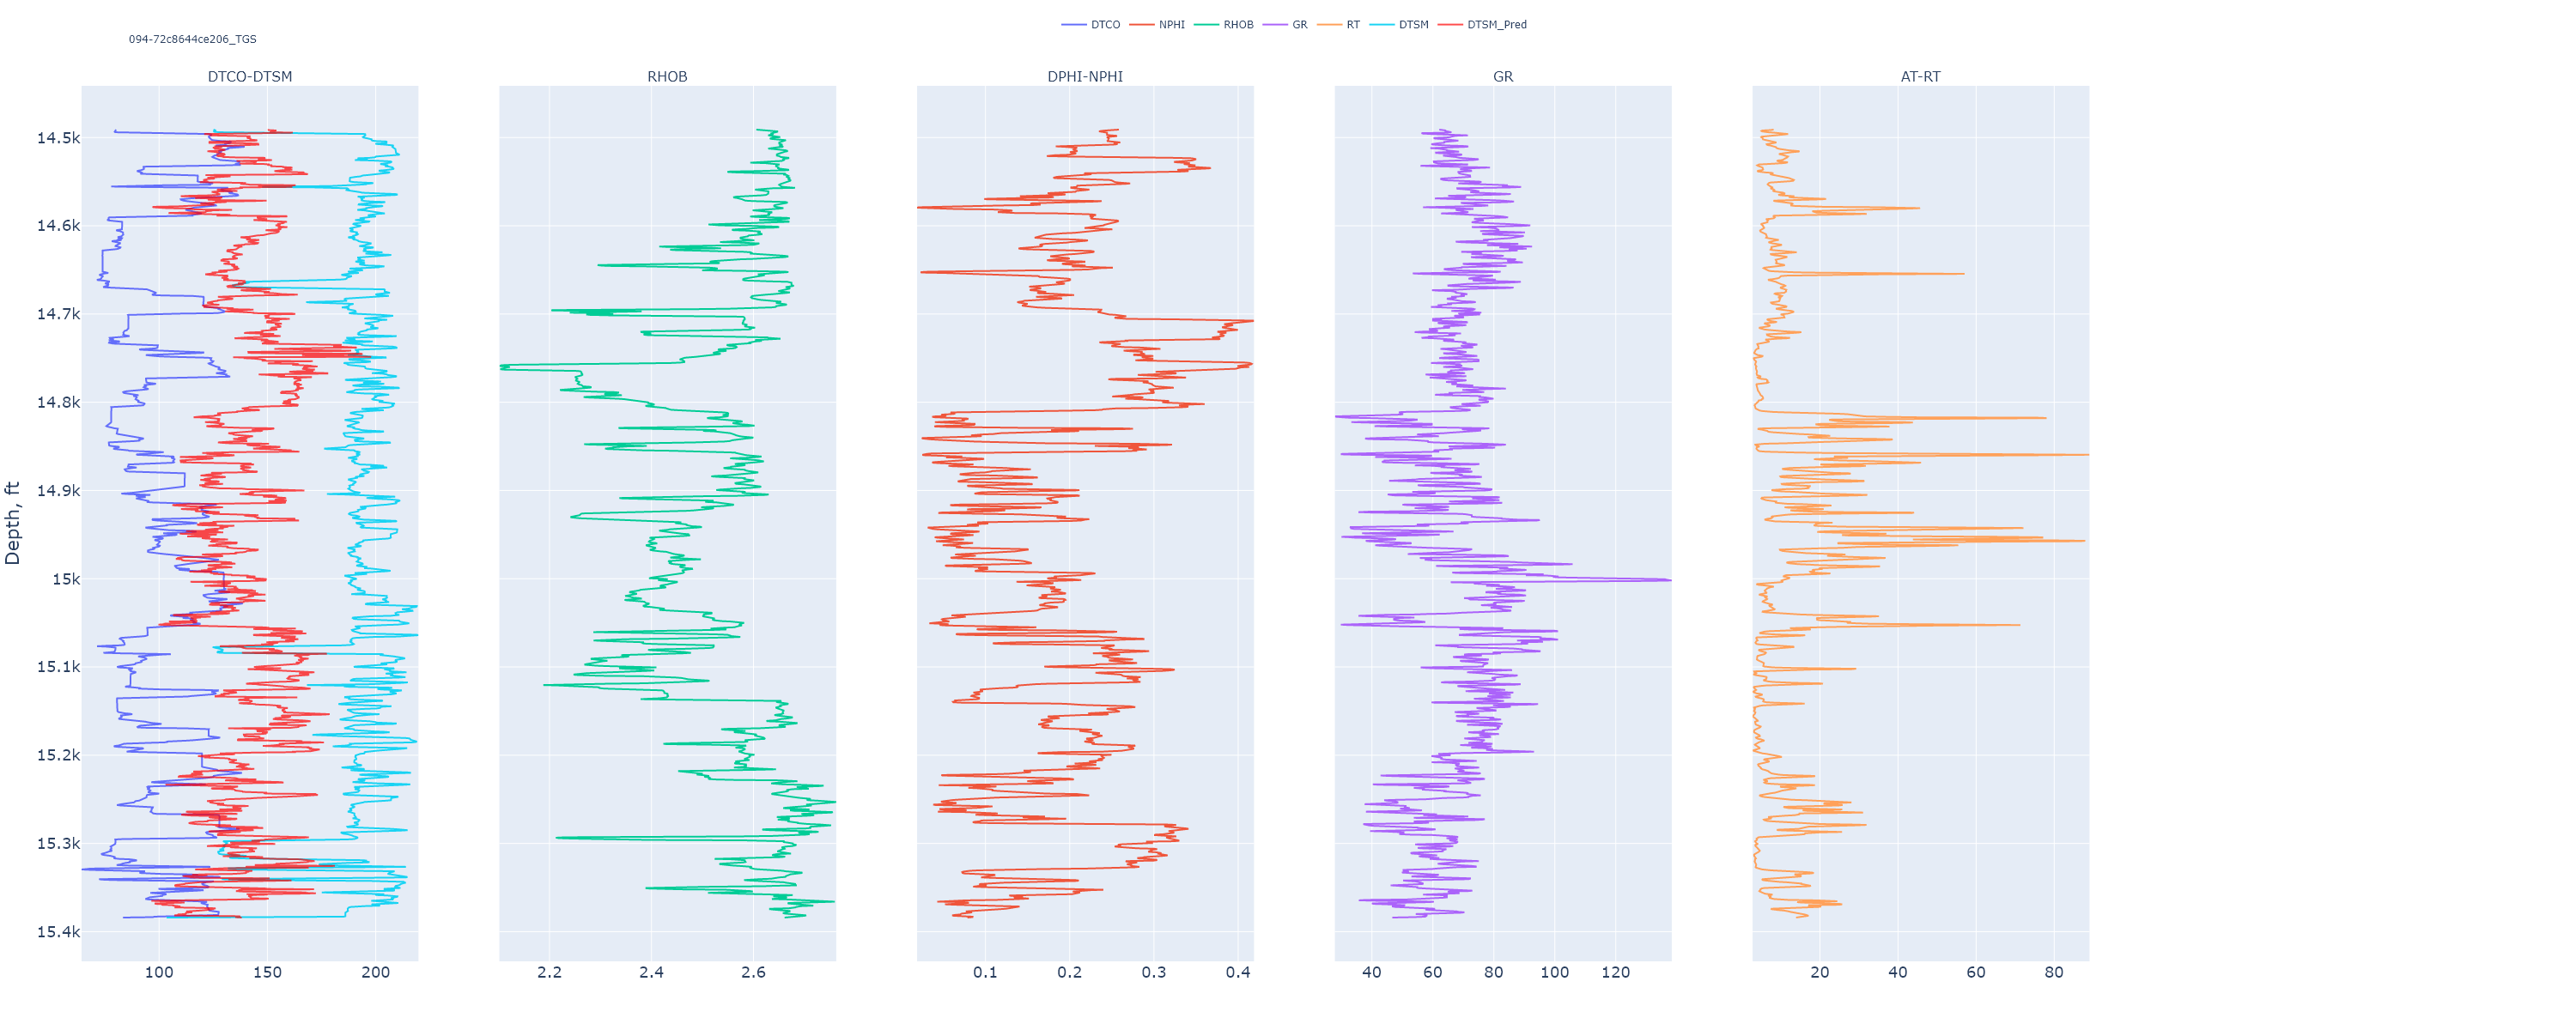 DTCO NPHI RHOB GR RT DTSM DTSM_Pred
094-72c8644ce206_TGS
DTCO-DTSM RHOB DPHI-NPHI GR AT-RT
Depth, ft
14.5k
14.6k
14.7k
14.8k
14.9k
15k
15.1k
15.2k
15.3k
15.4k
100 150 200 2.2 2.4 2.6 0.1 0.2 0.3 0.4 40 60 80 100 120 20 40 60 80